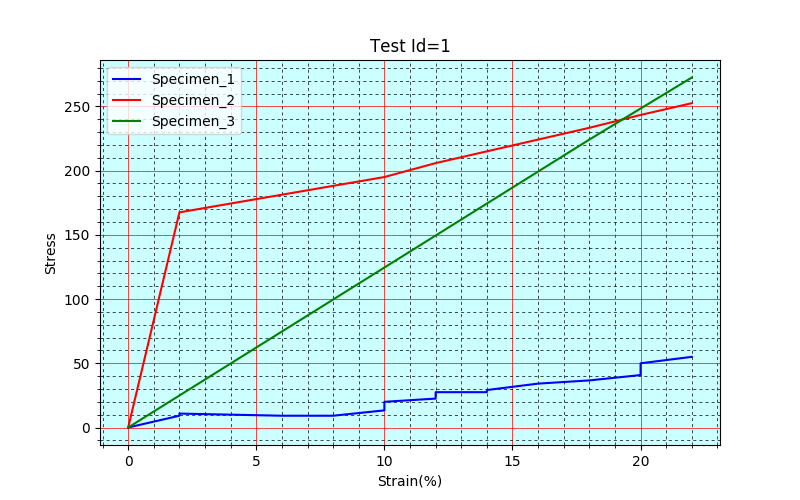 Test Id=1
Specimen_1
Specimen_2
Specimen_3
Stress
250
200
150
100
50
0
0 5 10 15 20
Strain(%)